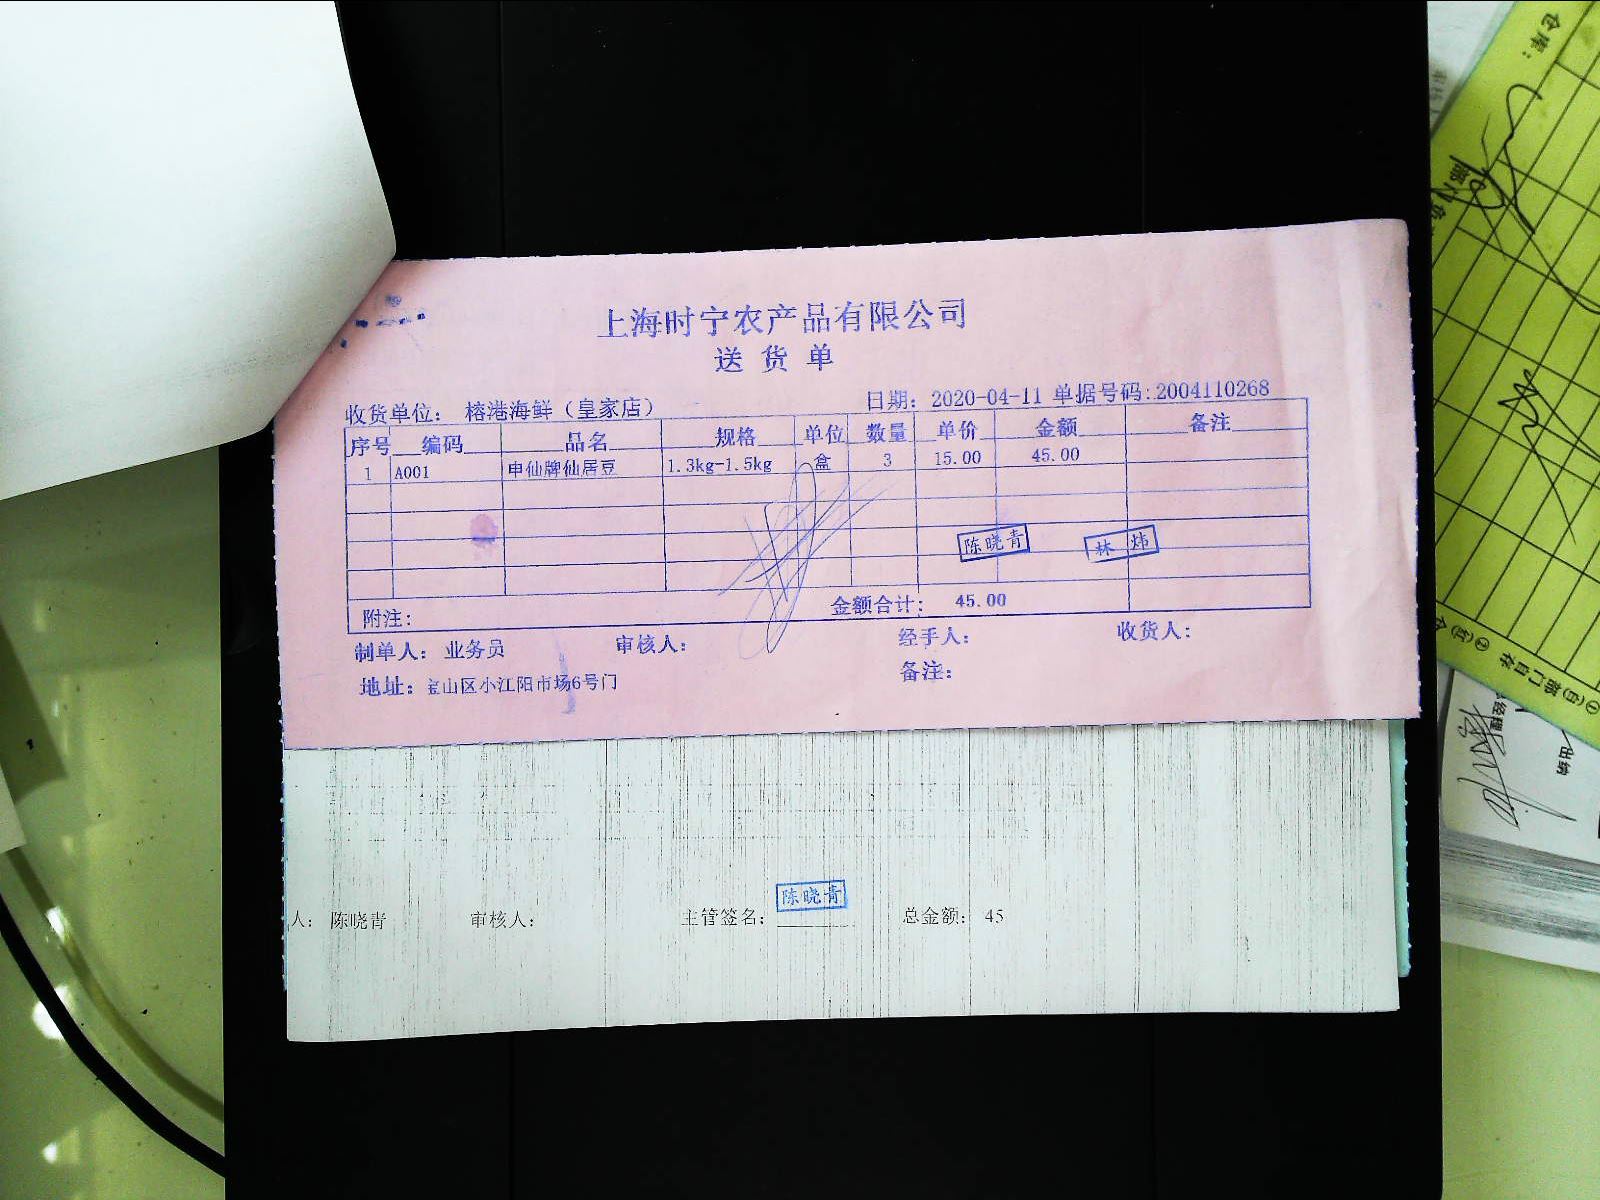 上海时宁农产品有限公司
送货单
收货单位： 榕港海鲜（皇家店） 日期： 2020-04-11 单据号码:2004110268
序号 编码 品名 规格 单位 数量 单价 金额 备注
1 A001 申仙牌仙居豆 1.3kg-1.5kg 盒 3 15.00 45.00
陈晓青 林炜
附注: 金额合计: 45.00
制单人: 业务员 审核人: 经手人: 收货人:
地址: 宝山区小江阳市场6号门 备注:
陈晓青
人: 陈晓青 审核人: 主管签名: 总金额: 45
仓库:
出纳